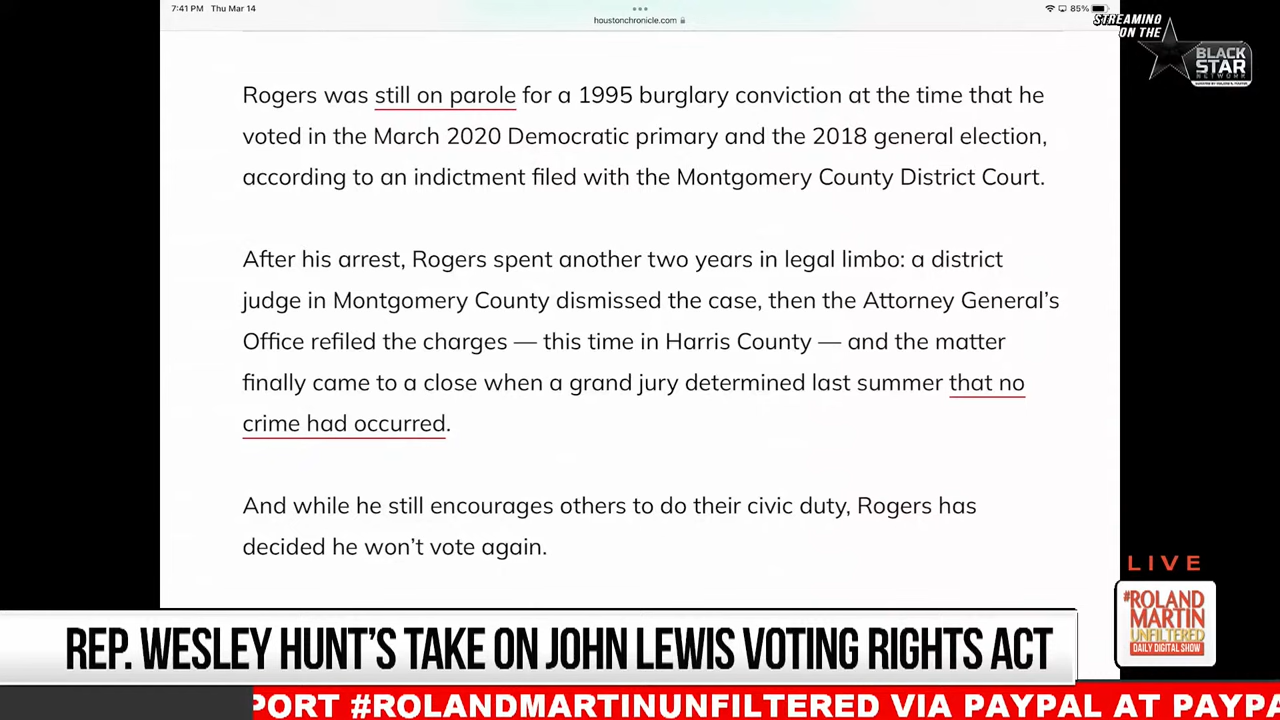 7:41 PM Thu Mar 14
houstonchronicle.com
85%
STREAMING
ON THE
BLACK
STAR
NETWORK
Rogers was still on parole for a 1995 burglary conviction at the time that he
voted in the March 2020 Democratic primary and the 2018 general election,
according to an indictment filed with the Montgomery County District Court.
After his arrest, Rogers spent another two years in legal limbo: a district
judge in Montgomery County dismissed the case, then the Attorney General’s
Office refiled the charges — this time in Harris County — and the matter
finally came to a close when a grand jury determined last summer that no
crime had occurred.
And while he still encourages others to do their civic duty, Rogers has
decided he won’t vote again.
LIVE
#ROLAND
MARTIN
UNFILTERED
DAILY DIGITAL SHOW
REP. WESLEY HUNT’S TAKE ON JOHN LEWIS VOTING RIGHTS ACT
PORT #ROLANDMARTINUNFILTERED VIA PAYPAL AT PAYPA